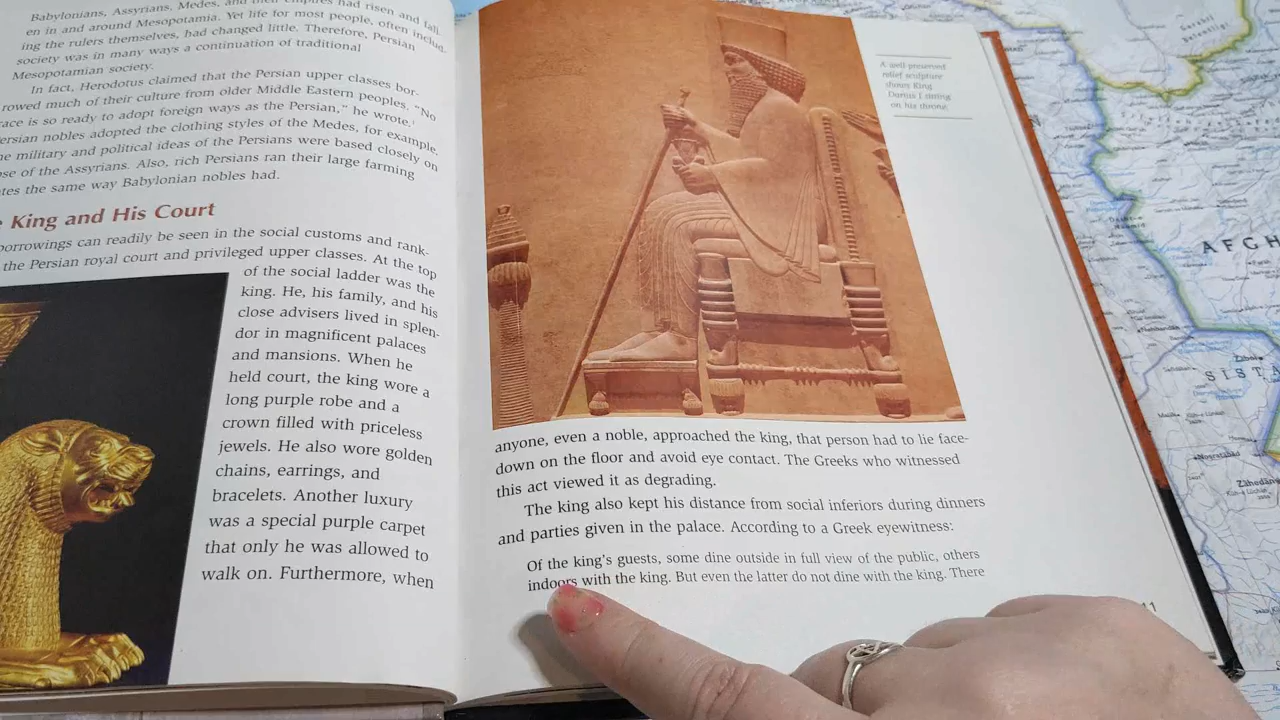 Babylonians, Assyrians, Medes, and their empires had risen and fall-
en in and around Mesopotamia. Yet life for most people, often includ-
ing the rulers themselves, had changed little. Therefore, Persian
society was in many ways a continuation of traditional
Mesopotamian society.
In fact, Herodotus claimed that the Persian upper classes bor-
rowed much of their culture from older Middle Eastern peoples. "No
race is so ready to adopt foreign ways as the Persian," he wrote.
ersian nobles adopted the clothing styles of the Medes, for example,
e military and political ideas of the Persians were based closely on
ose of the Assyrians. Also, rich Persians ran their large farming
tes the same way Babylonian nobles had.
King and His Court
borrowings can readily be seen in the social customs and rank-
the Persian royal court and privileged upper classes. At the top
of the social ladder was the
king. He, his family, and his
close advisers lived in splen-
dor in magnificent palaces
and mansions. When he
held court, the king wore a
long purple robe and a
crown filled with priceless
jewels. He also wore golden
chains, earrings, and
bracelets. Another luxury
was a special purple carpet
that only he was allowed to
walk on. Furthermore, when
A well-preserved
relief sculpture
shows King
Darius I sitting
on his throne.
anyone, even a noble, approached the king, that person had to lie face-
down on the floor and avoid eye contact. The Greeks who witnessed
this act viewed it as degrading.
The king also kept his distance from social inferiors during dinners
and parties given in the palace. According to a Greek eyewitness:
Of the king's guests, some dine outside in full view of the public, others
indoors with the king. But even the latter do not dine with the king. There
11
AFGH
SISTA
Zābol
Nosratābād
Zāhedān